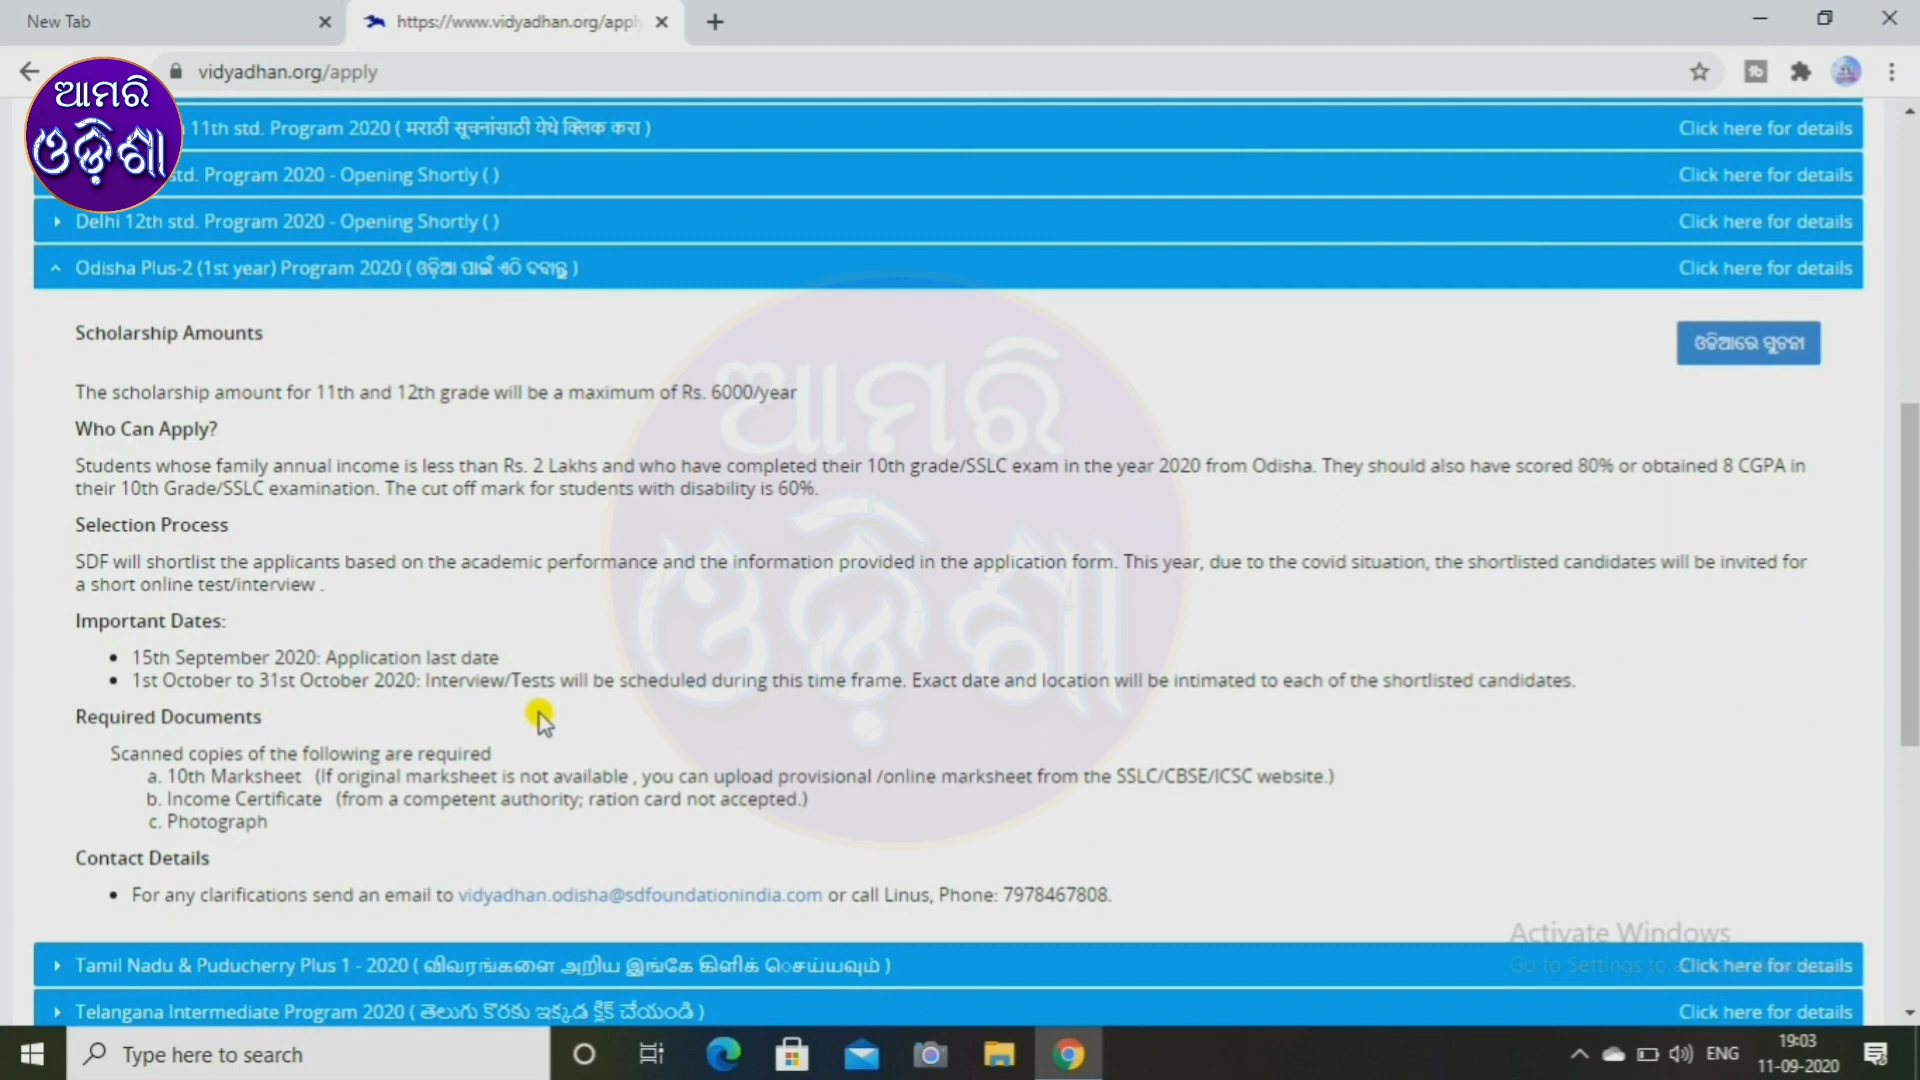 New Tab
https://www.vidyadhan.org/appl
vidyadhan.org/apply
ଆମରି
ଓଡ଼ିଶା
11th std. Program 2020 ( मराठी सूचनांसाठी येथे क्लिक करा ) Click here for details
std. Program 2020 - Opening Shortly ( ) Click here for details
Delhi 12th std. Program 2020 - Opening Shortly ( ) Click here for details
Odisha Plus-2 (1st year) Program 2020 ( ଓଡ଼ିଆ ପାଇଁ ଏଠି ଦବାନ୍ତୁ ) Click here for details
Scholarship Amounts
ଓଡିଆରେ ସୁଚନା
The scholarship amount for 11th and 12th grade will be a maximum of Rs. 6000/year
Who Can Apply?
Students whose family annual income is less than Rs. 2 Lakhs and who have completed their 10th grade/SSLC exam in the year 2020 from Odisha. They should also have scored 80% or obtained 8 CGPA in
their 10th Grade/SSLC examination. The cut off mark for students with disability is 60%.
Selection Process
SDF will shortlist the applicants based on the academic performance and the information provided in the application form. This year, due to the covid situation, the shortlisted candidates will be invited for
a short online test/interview .
Important Dates:
15th September 2020: Application last date
1st October to 31st October 2020: Interview/Tests will be scheduled during this time frame. Exact date and location will be intimated to each of the shortlisted candidates.
Required Documents
Scanned copies of the following are required
a. 10th Marksheet (If original marksheet is not available , you can upload provisional /online marksheet from the SSLC/CBSE/ICSC website.)
b. Income Certificate (from a competent authority; ration card not accepted.)
c. Photograph
Contact Details
For any clarifications send an email to vidyadhan.odisha@sdfoundationindia.com or call Linus, Phone: 7978467808.
ଆମରି
ଓଡ଼ିଶା
Activate Windows
Go to Settings to
Tamil Nadu & Puducherry Plus 1 - 2020 ( விவரங்களை அறிய இங்கே கிளிக் செய்யவும் ) Click here for details
Telangana Intermediate Program 2020 ( తెలుగు కొరకు ఇక్కడ క్లిక్ చేయండి ) Click here for details
Type here to search
ENG
19:03
11-09-2020